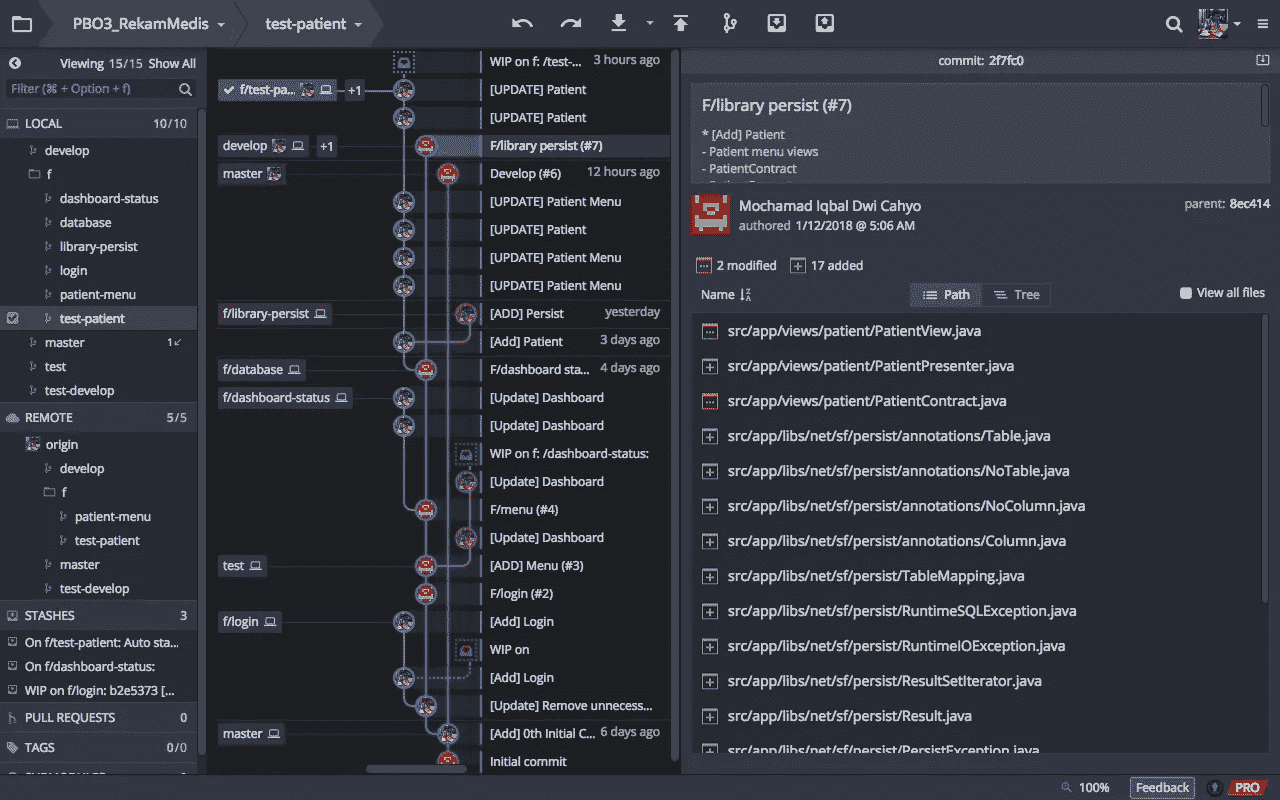 PBO3_RekamMedis
test-patient
Viewing 15/15 Show All
Filter (⌘ + Option + f)
LOCAL 10/10
develop
f
dashboard-status
database
library-persist
login
patient-menu
test-patient
master 1
test
test-develop
REMOTE 5/5
origin
develop
f
patient-menu
test-patient
master
test-develop
STASHES 3
On f/test-patient: Auto sta...
On f/dashboard-status:
WIP on f/login: b2e5373 [...
PULL REQUESTS 0
TAGS 0/0
WIP on f: /test-... 3 hours ago
f/test-pa... +1 [UPDATE] Patient
[UPDATE] Patient
develop +1 F/library persist (#7)
master Develop (#6) 12 hours ago
[UPDATE] Patient Menu
[UPDATE] Patient
[UPDATE] Patient Menu
[UPDATE] Patient Menu
f/library-persist [ADD] Persist yesterday
[Add] Patient 3 days ago
f/database F/dashboard sta... 4 days ago
f/dashboard-status [Update] Dashboard
[Update] Dashboard
WIP on f: /dashboard-status:
[Update] Dashboard
F/menu (#4)
[Update] Dashboard
test [ADD] Menu (#3)
F/login (#2)
f/login [Add] Login
WIP on
[Add] Login
[Update] Remove unnecess...
master [Add] 0th Initial C... 6 days ago
Initial commit
commit: 2f7fc0
F/library persist (#7)
* [Add] Patient
- Patient menu views
- PatientContract
Mochamad Iqbal Dwi Cahyo
authored 1/12/2018 @ 5:06 AM
parent: 8ec414
2 modified 17 added
Name Path Tree View all files
src/app/views/patient/PatientView.java
src/app/views/patient/PatientPresenter.java
src/app/views/patient/PatientContract.java
src/app/libs/net/sf/persist/annotations/Table.java
src/app/libs/net/sf/persist/annotations/NoTable.java
src/app/libs/net/sf/persist/annotations/NoColumn.java
src/app/libs/net/sf/persist/annotations/Column.java
src/app/libs/net/sf/persist/TableMapping.java
src/app/libs/net/sf/persist/RuntimeSQLException.java
src/app/libs/net/sf/persist/RuntimeIOException.java
src/app/libs/net/sf/persist/ResultSetIterator.java
src/app/libs/net/sf/persist/Result.java
src/app/libs/net/sf/persist/PersistException.java
100% Feedback PRO